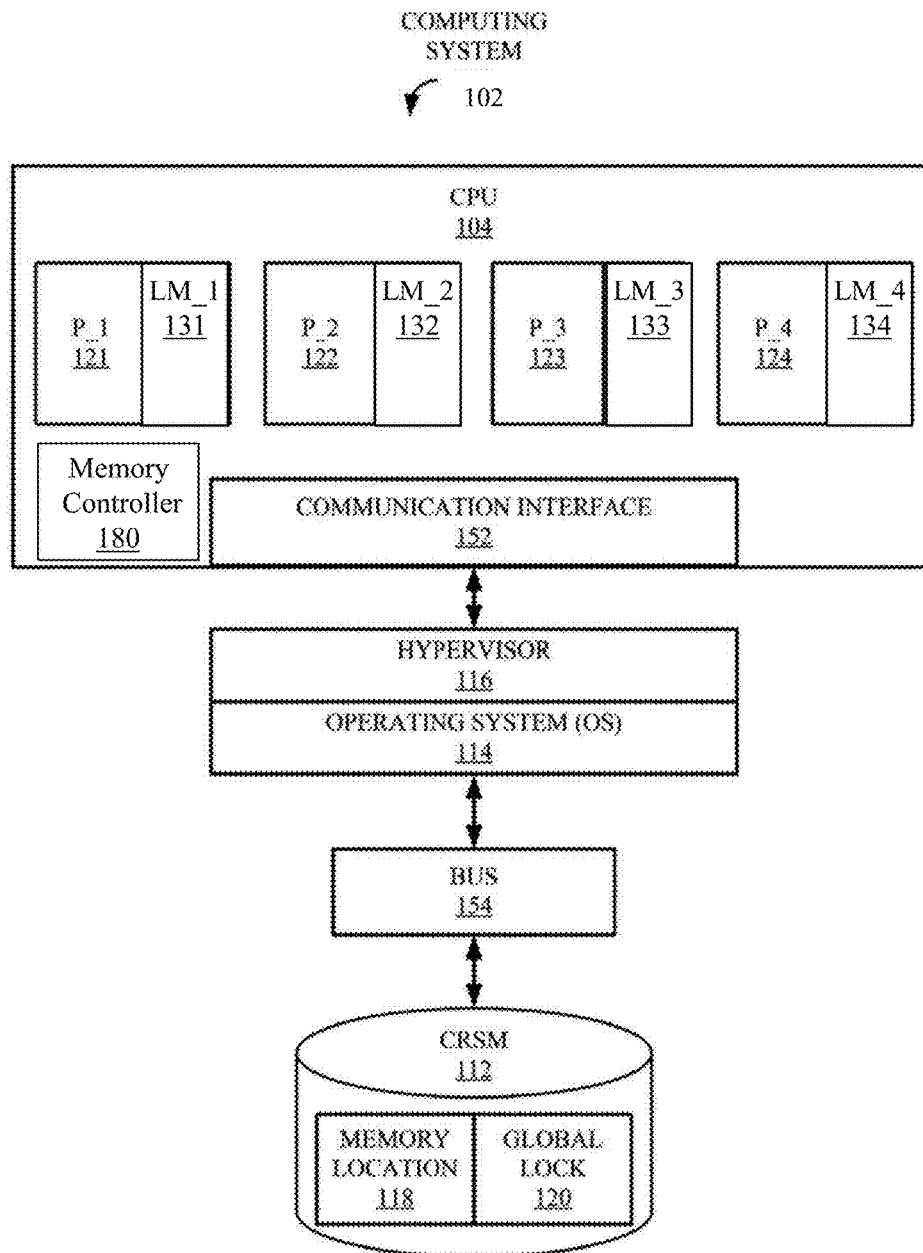 COMPUTING
SYSTEM
102
CPU
104
P_1
121
LM_1
131
P_2
122
LM_2
132
P_3
123
LM_3
133
P_4
124
LM_4
134
Memory
Controller
180
COMMUNICATION INTERFACE
152
HYPERVISOR
116
OPERATING SYSTEM (OS)
114
BUS
154
CRSM
112
MEMORY
LOCATION
118
GLOBAL
LOCK
120